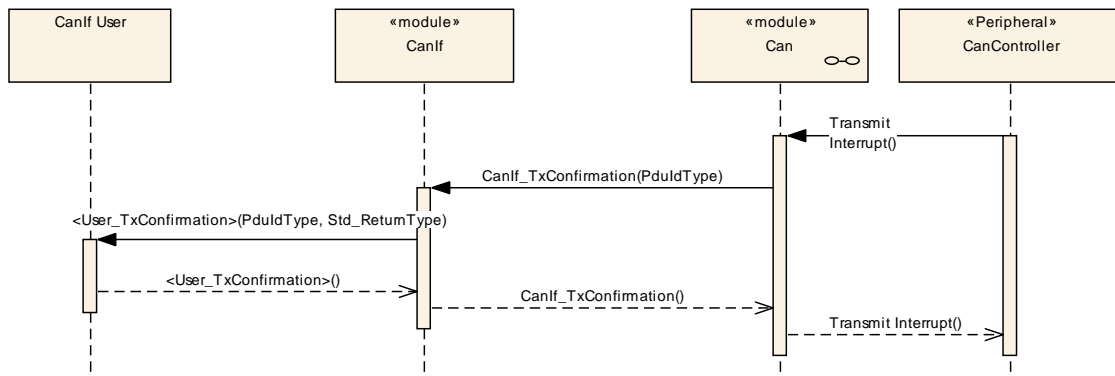 CanIf User
«module»
CanIf
«module»
Can
«Peripheral»
CanController
Transmit
Interrupt()
CanIf_TxConfirmation(PduIdType)
<User_TxConfirmation>(PduIdType, Std_ReturnType)
<User_TxConfirmation>()
CanIf_TxConfirmation()
Transmit Interrupt()